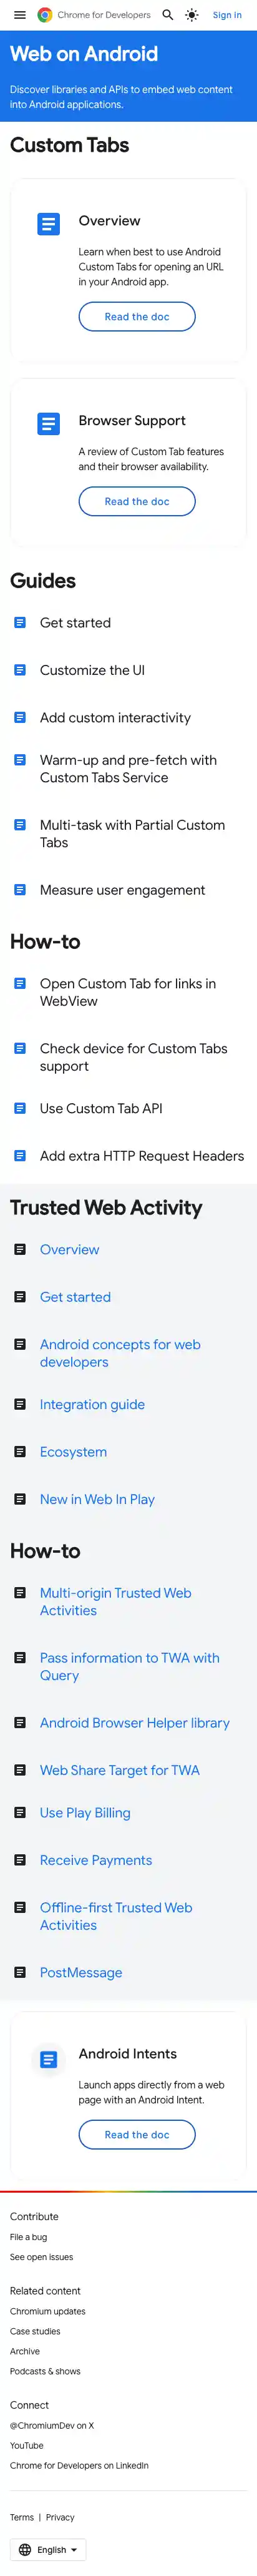 Chrome for Developers
Sign in
Web on Android
Discover libraries and APIs to embed web content
into Android applications.
Custom Tabs
Overview
Learn when best to use Android
Custom Tabs for opening an URL
in your Android app.
Read the doc
Browser Support
A review of Custom Tab features
and their browser availability.
Read the doc
Guides
Get started
Customize the UI
Add custom interactivity
Warm-up and pre-fetch with
Custom Tabs Service
Multi-task with Partial Custom
Tabs
Measure user engagement
How-to
Open Custom Tab for links in
WebView
Check device for Custom Tabs
support
Use Custom Tab API
Add extra HTTP Request Headers
Trusted Web Activity
Overview
Get started
Android concepts for web
developers
Integration guide
Ecosystem
New in Web In Play
How-to
Multi-origin Trusted Web
Activities
Pass information to TWA with
Query
Android Browser Helper library
Web Share Target for TWA
Use Play Billing
Receive Payments
Offline-first Trusted Web
Activities
PostMessage
Android Intents
Launch apps directly from a web
page with an Android Intent.
Read the doc
Contribute
File a bug
See open issues
Related content
Chromium updates
Case studies
Archive
Podcasts & shows
Connect
@ChromiumDev on X
YouTube
Chrome for Developers on LinkedIn
Terms | Privacy
English